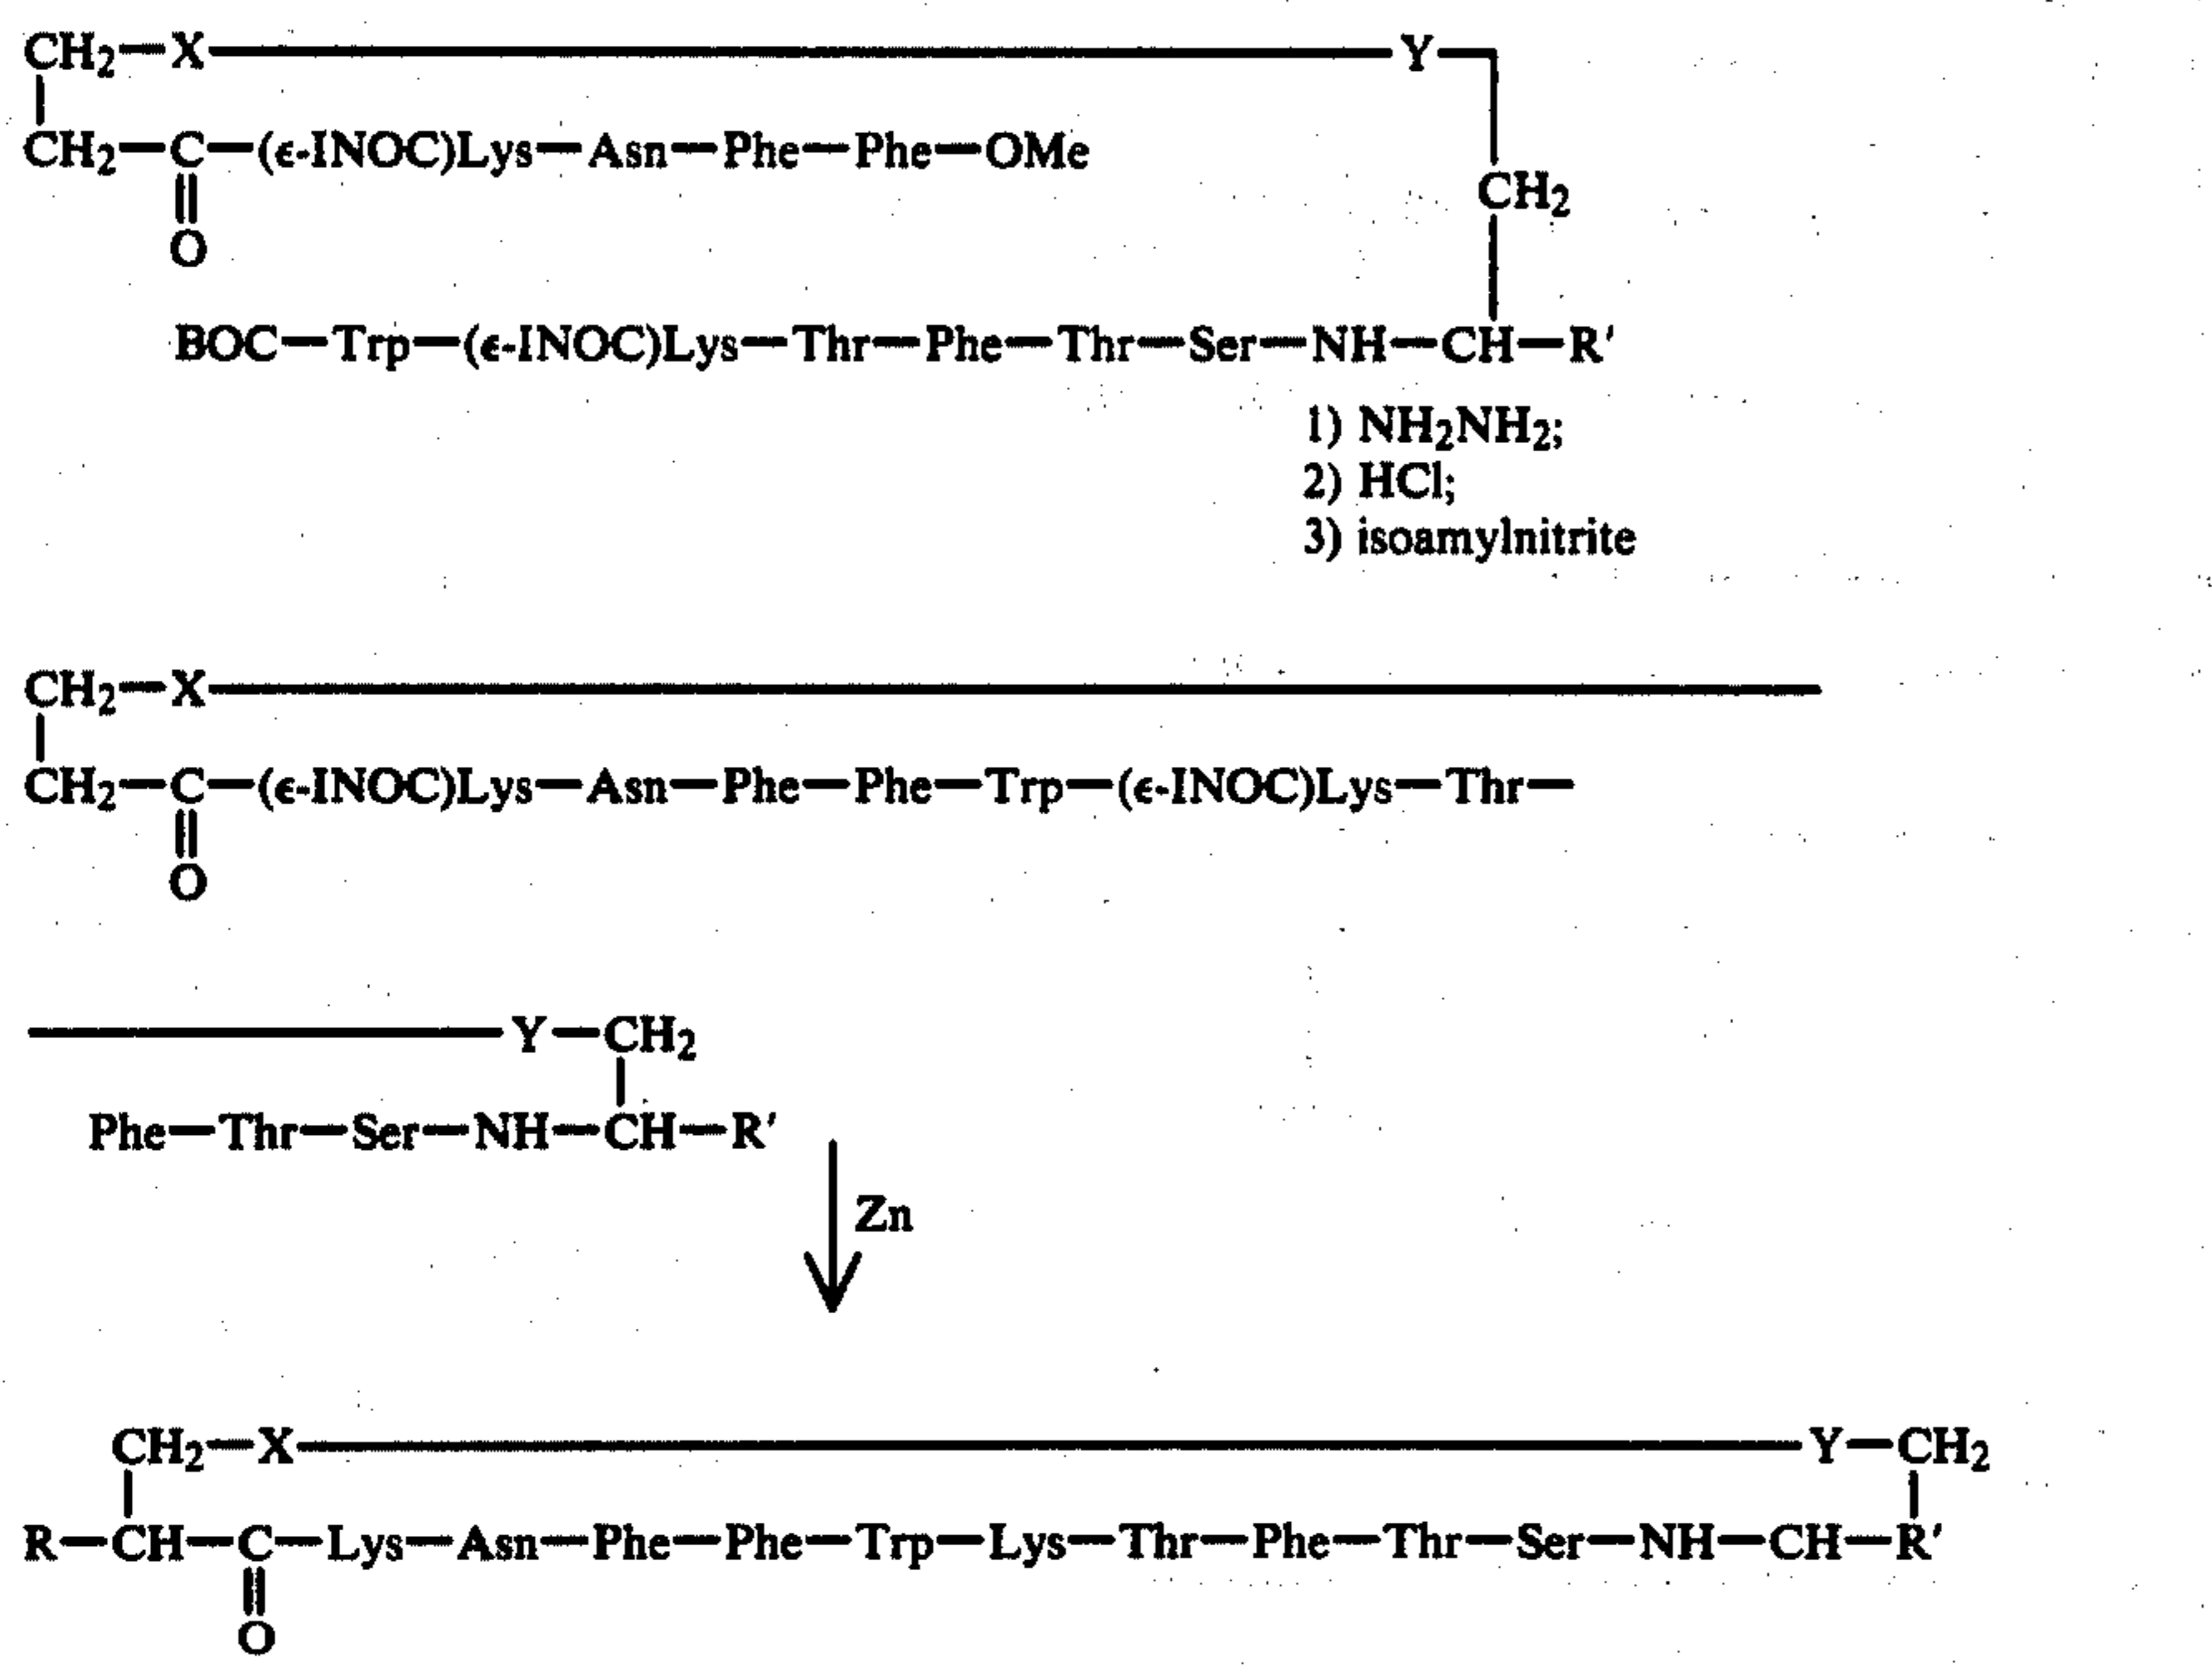 CH₂—X—Y
CH₂—C—(ϵ-INOC)Lys—Asn—Phe—Phe—OMe
CH₂
O
BOC—Trp—(ϵ-INOC)Lys—Thr—Phe—Thr—Ser—NH—CH—R'
1) NH₂NH₂;
2) HCl;
3) isoamylnitrite
CH₂—X—
CH₂—C—(ϵ-INOC)Lys—Asn—Phe—Phe—Trp—(ϵ-INOC)Lys—Thr—
O
—Y—CH₂
Phe—Thr—Ser—NH—CH—R'
Zn
CH₂—X—Y—CH₂
R—CH—C—Lys—Asn—Phe—Phe—Trp—Lys—Thr—Phe—Thr—Ser—NH—CH—R'
O